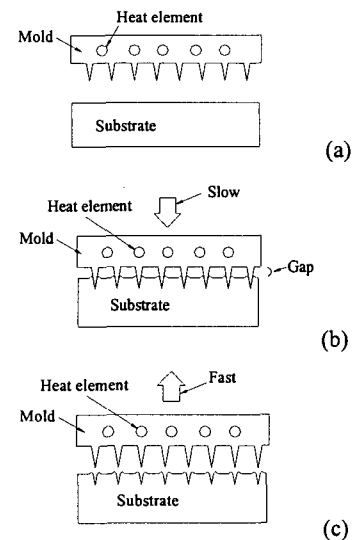 Heat element
Mold
Substrate
(a)
Slow
Heat element
Mold
Gap
Substrate
(b)
Fast
Heat element
Mold
Substrate
(c)